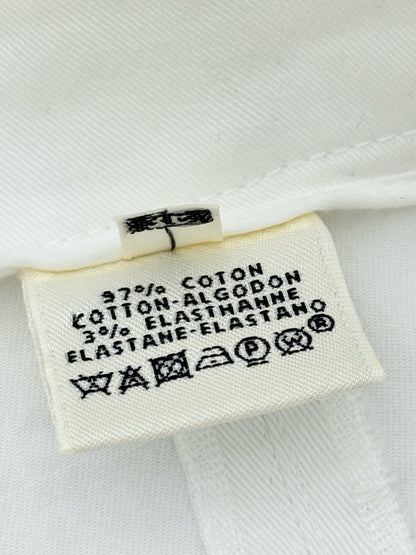 97% COTON
COTTON-ALGODON
3% ELASTHANNE
ELASTANE-ELASTANO
P W ®